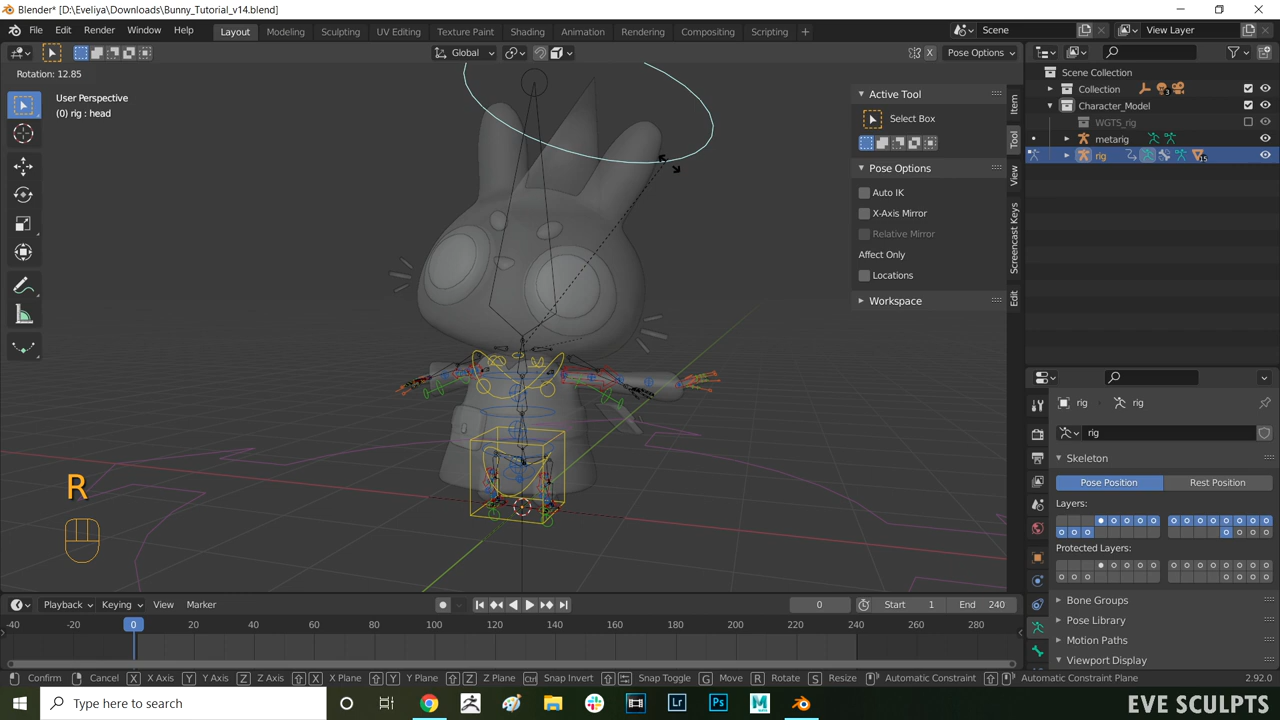 Blender* [D:\Eveliya\Downloads\Bunny_Tutorial_v14.blend]
File Edit Render Window Help Layout Modeling Sculpting UV Editing Texture Paint Shading Animation Rendering Compositing Scripting + Scene View Layer
Global X Pose Options
Rotation: 12.85
User Perspective
(0) rig : head
Active Tool
Select Box
Pose Options
Auto IK
X-Axis Mirror
Relative Mirror
Affect Only
Locations
Workspace
Item
Tool
View
Screencast Keys
Edit
Scene Collection
Collection 3
Character_Model
WGTS_rig
metarig
rig 15
rig rig
rig
Skeleton
Pose Position Rest Position
Layers:
Protected Layers:
Bone Groups
Pose Library
Motion Paths
Viewport Display
R
Playback Keying View Marker 0 Start 1 End 240
-40 -20 0 20 40 60 80 100 120 140 160 180 200 220 240 260 280
Confirm Cancel X X Axis Y Y Axis Z Z Axis X X Plane Y Y Plane Z Z Plane Ctrl Snap Invert Snap Toggle G Move R Rotate S Resize Automatic Constraint Automatic Constraint Plane 2.92.0
Type here to search Lr Ps M
EVE SCULPTS